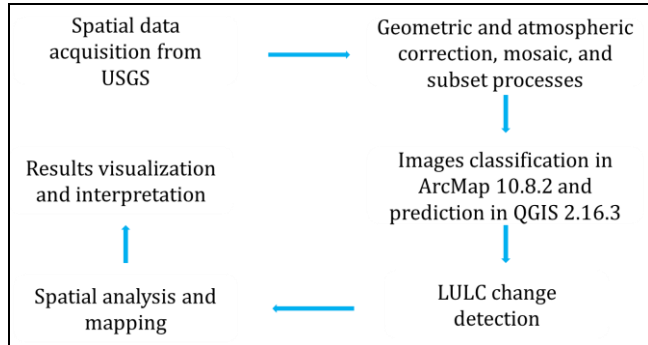 Spatial data
acquisition from
USGS
Geometric and atmospheric
correction, mosaic, and
subset processes
Images classification in
ArcMap 10.8.2 and
prediction in QGIS 2.16.3
LULC change
detection
Spatial analysis and
mapping
Results visualization
and interpretation